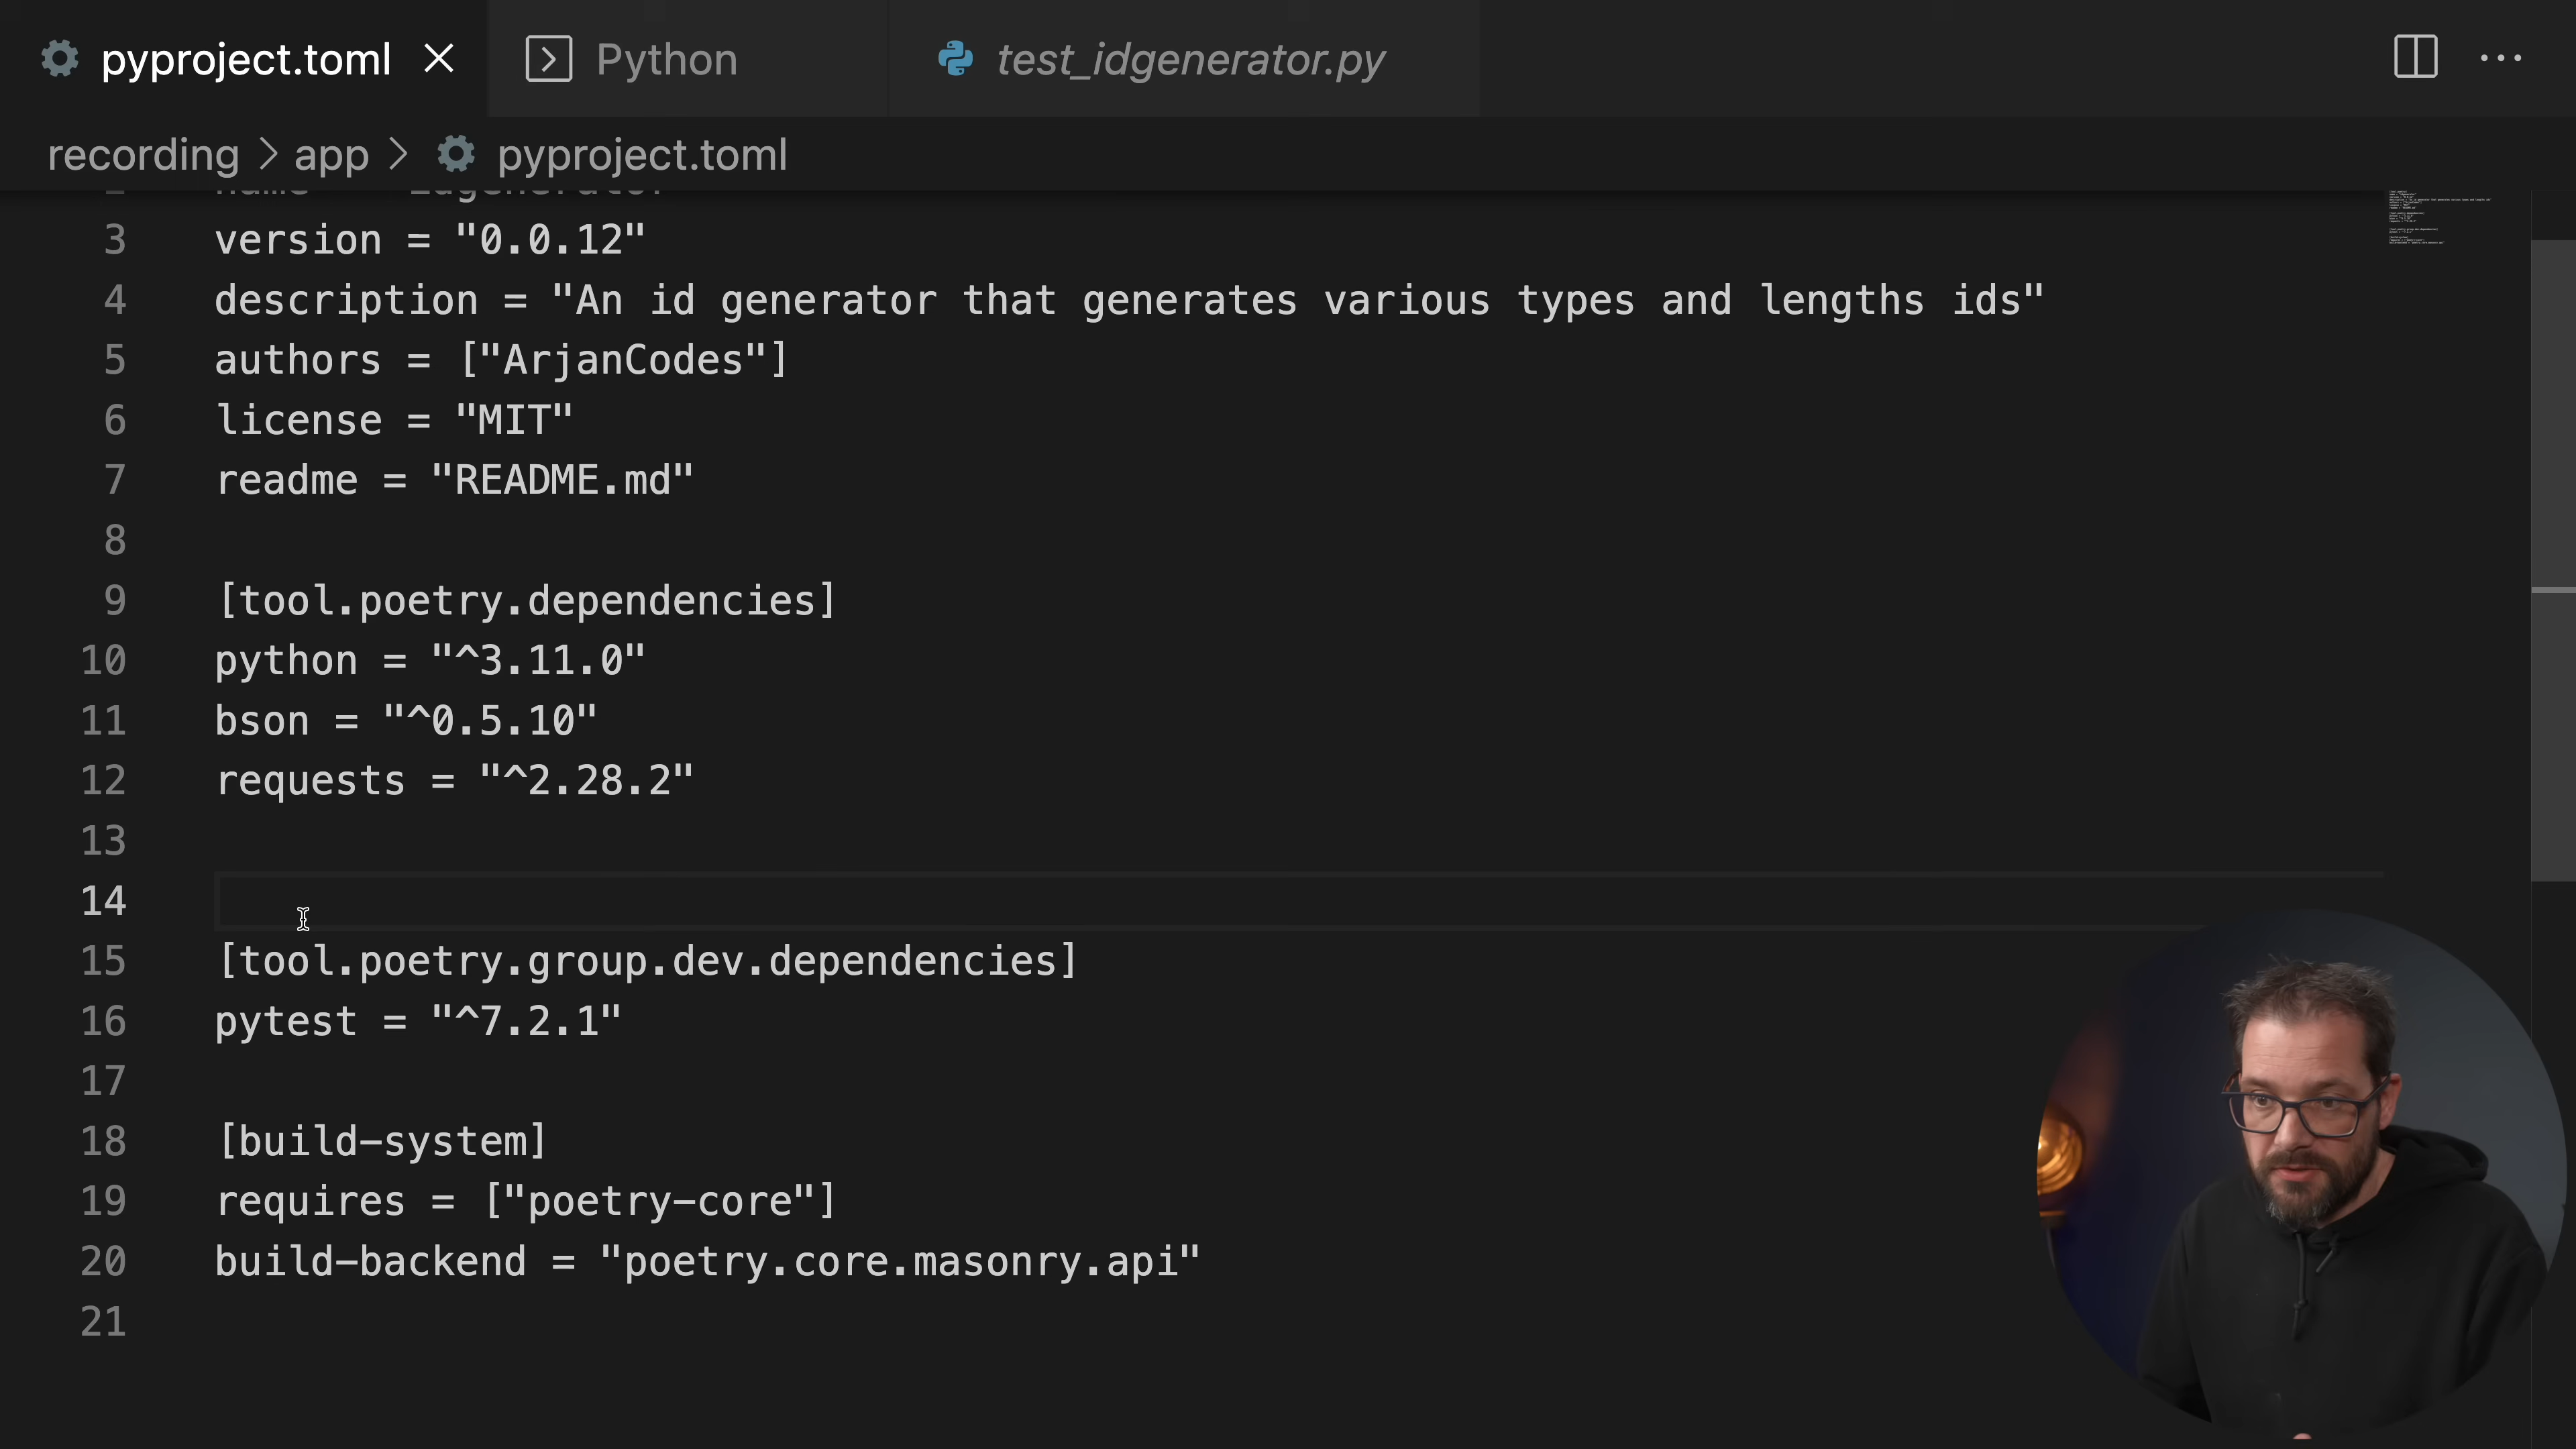 pyproject.toml
Python
test_idgenerator.py
recording > app > pyproject.toml
3 version = "0.0.12"
4 description = "An id generator that generates various types and lengths ids"
5 authors = ["ArjanCodes"]
6 license = "MIT"
7 readme = "README.md"
8
9 [tool.poetry.dependencies]
10 python = "^3.11.0"
11 bson = "^0.5.10"
12 requests = "^2.28.2"
13
14
15 [tool.poetry.group.dev.dependencies]
16 pytest = "^7.2.1"
17
18 [build-system]
19 requires = ["poetry-core"]
20 build-backend = "poetry.core.masonry.api"
21